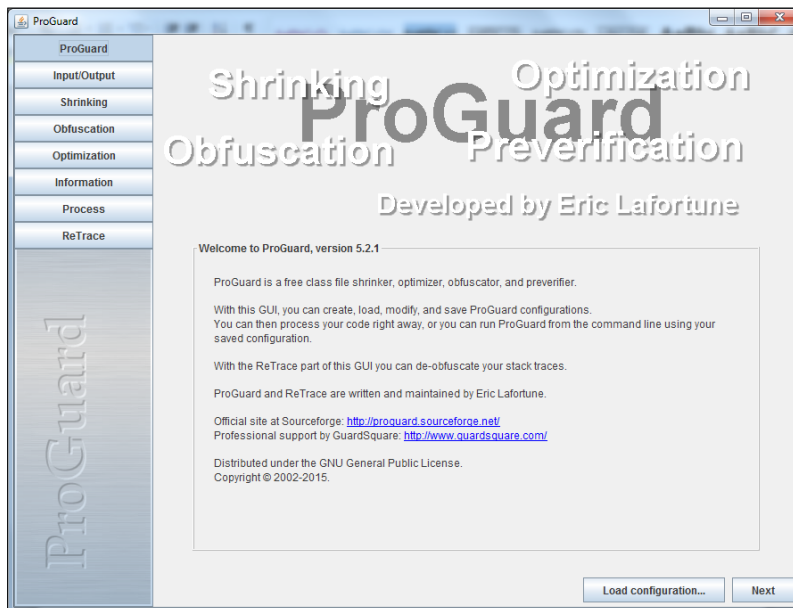 ProGuard
ProGuard
Input/Output
Shrinking
Obfuscation
Optimization
Information
Process
ReTrace
ProGuard
Shrinking
Optimization
ProGuard
Obfuscation
Preverification
Developed by Eric Lafortune
Welcome to ProGuard, version 5.2.1
ProGuard is a free class file shrinker, optimizer, obfuscator, and preverifier.
With this GUI, you can create, load, modify, and save ProGuard configurations.
You can then process your code right away, or you can run ProGuard from the command line using your
saved configuration.
With the ReTrace part of this GUI you can de-obfuscate your stack traces.
ProGuard and ReTrace are written and maintained by Eric Lafortune.
Official site at Sourceforge: http://proguard.sourceforge.net/
Professional support by GuardSquare: http://www.guardsquare.com/
Distributed under the GNU General Public License.
Copyright © 2002-2015.
Load configuration...
Next